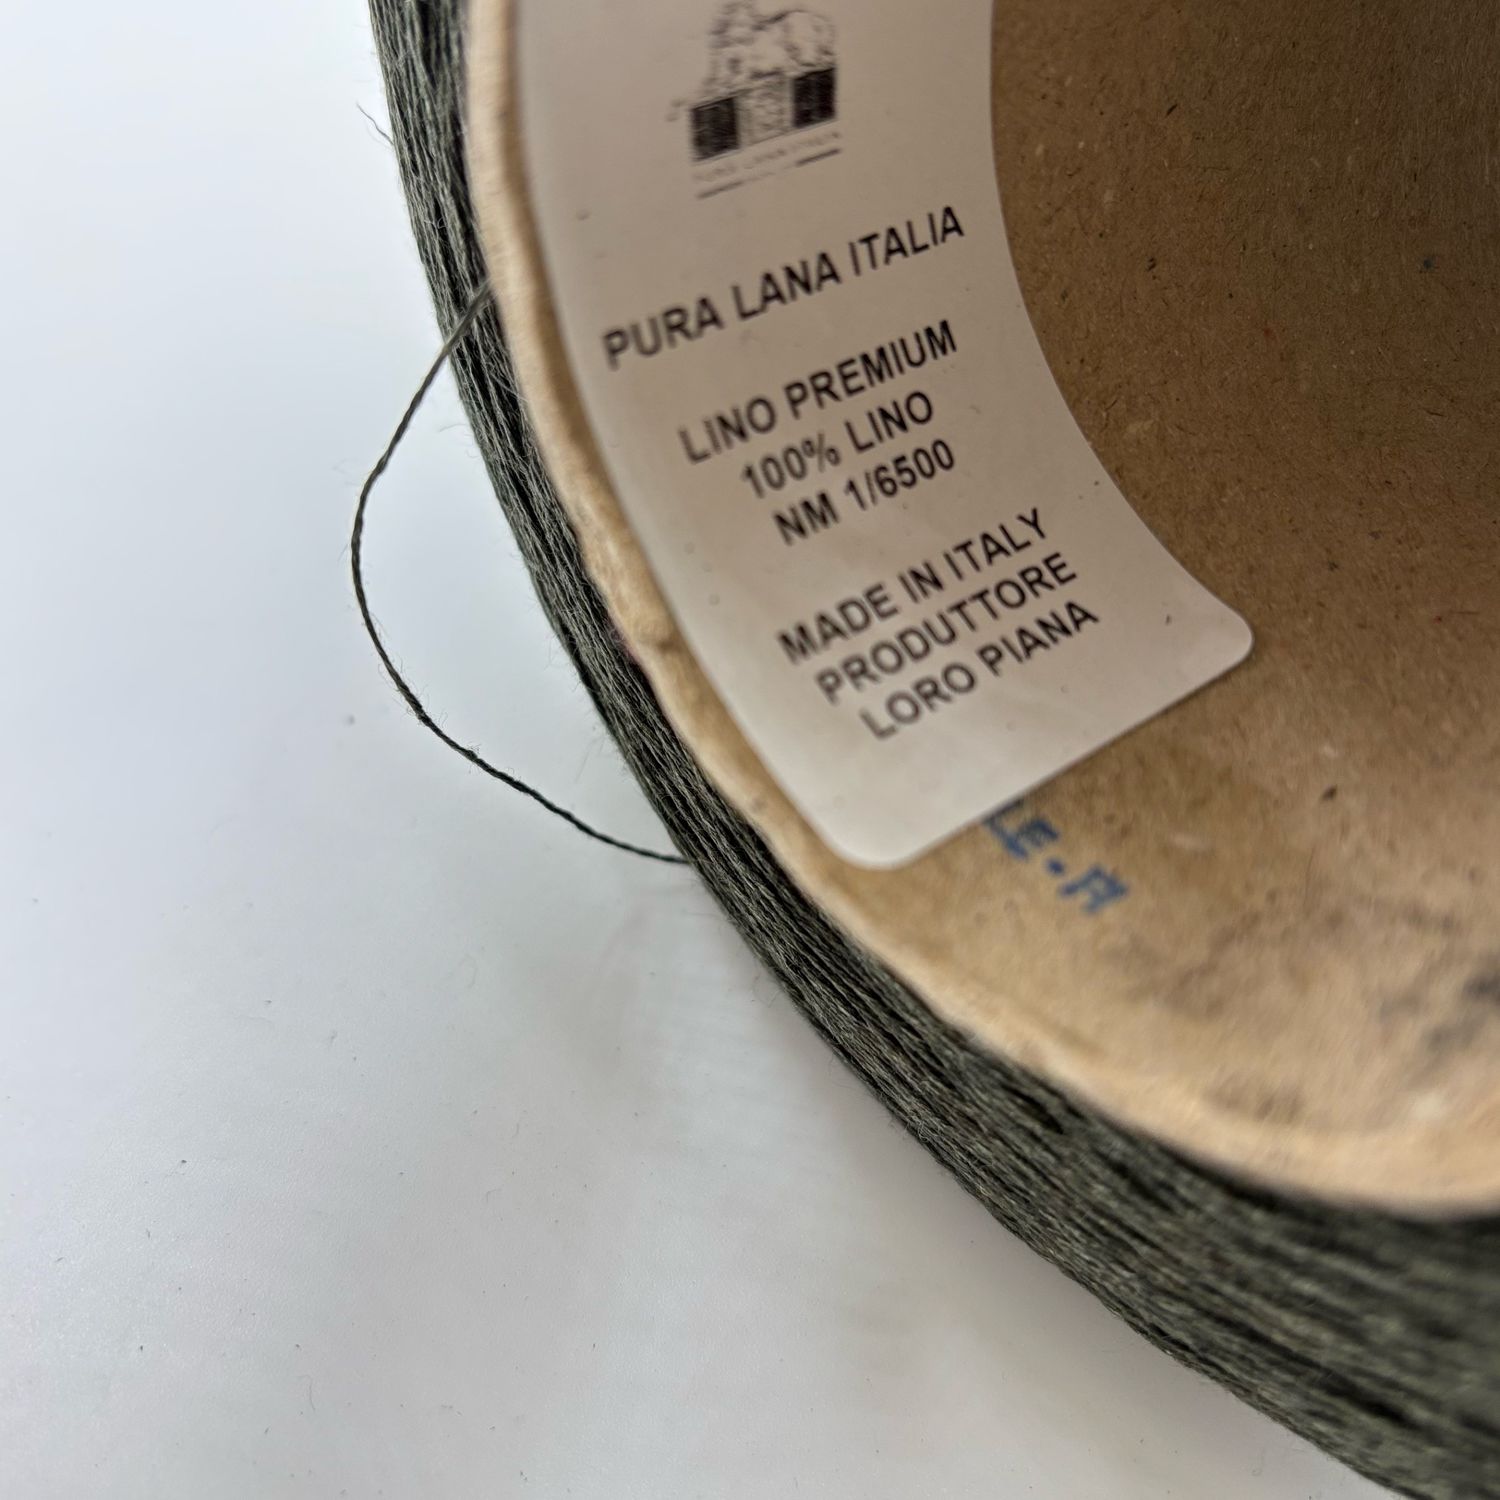 PURA LANA ITALIA
LINO PREMIUM
100% LINO
NM 1/6500
MADE IN ITALY
PRODUTTORE
LORO PIANA